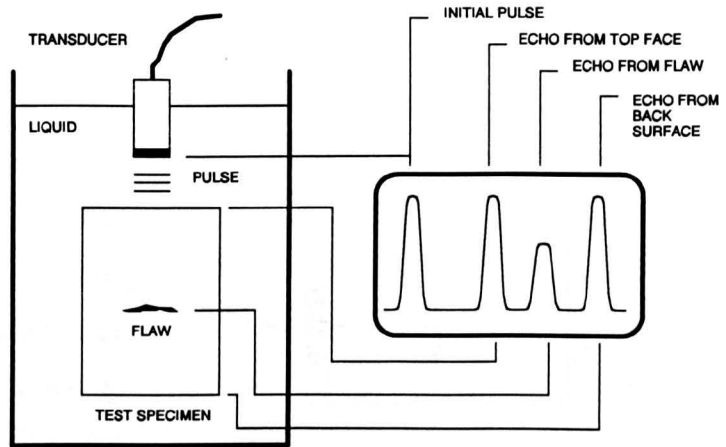 INITIAL PULSE
TRANSDUCER
ECHO FROM TOP FACE
ECHO FROM FLAW
ECHO FROM
BACK
SURFACE
LIQUID
PULSE
FLAW
TEST SPECIMEN